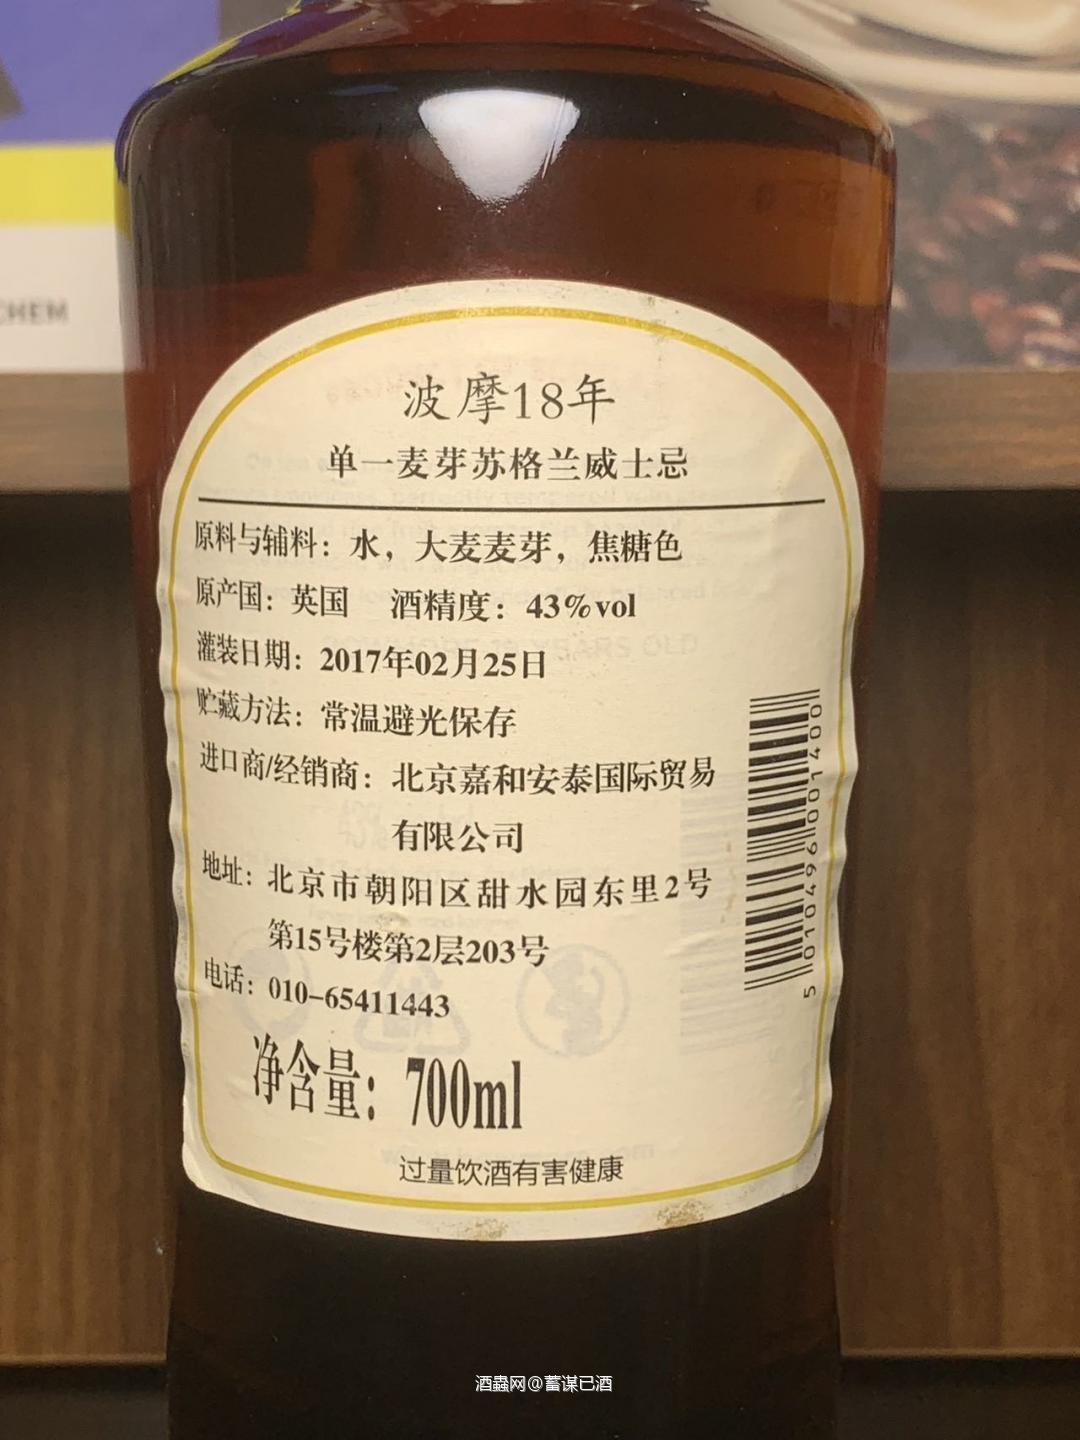 CHEM
波摩18年
单一麦芽苏格兰威士忌
原料与辅料：水，大麦麦芽，焦糖色
原产国：英国 酒精度：43%vol
灌装日期：2017年02月25日
贮藏方法：常温避光保存
进口商/经销商：北京嘉和安泰国际贸易
有限公司
地址：北京市朝阳区甜水园东里2号
第15号楼第2层203号
电话：010-65411443
净含量：700ml
过量饮酒有害健康
5 010496 001400
酒蟲网@蓄谋已酒